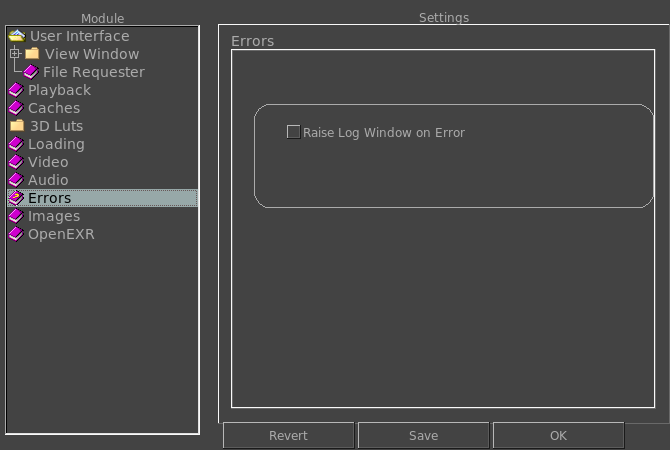 Module
User Interface
View Window
File Requester
Playback
Caches
3D Luts
Loading
Video
Audio
Errors
Images
OpenEXR
Settings
Errors
Raise Log Window on Error
Revert
Save
OK